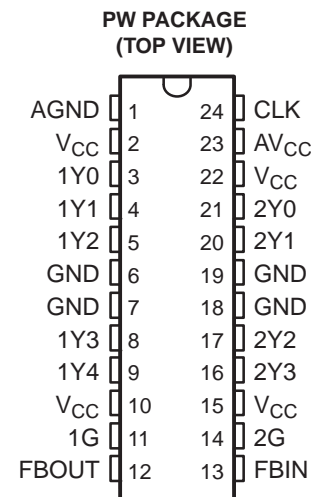 PW PACKAGE
(TOP VIEW)
AGND 1 24 CLK
VCC 2 23 AVCC
1Y0 3 22 VCC
1Y1 4 21 2Y0
1Y2 5 20 2Y1
GND 6 19 GND
GND 7 18 GND
1Y3 8 17 2Y2
1Y4 9 16 2Y3
VCC 10 15 VCC
1G 11 14 2G
FBOUT 12 13 FBIN